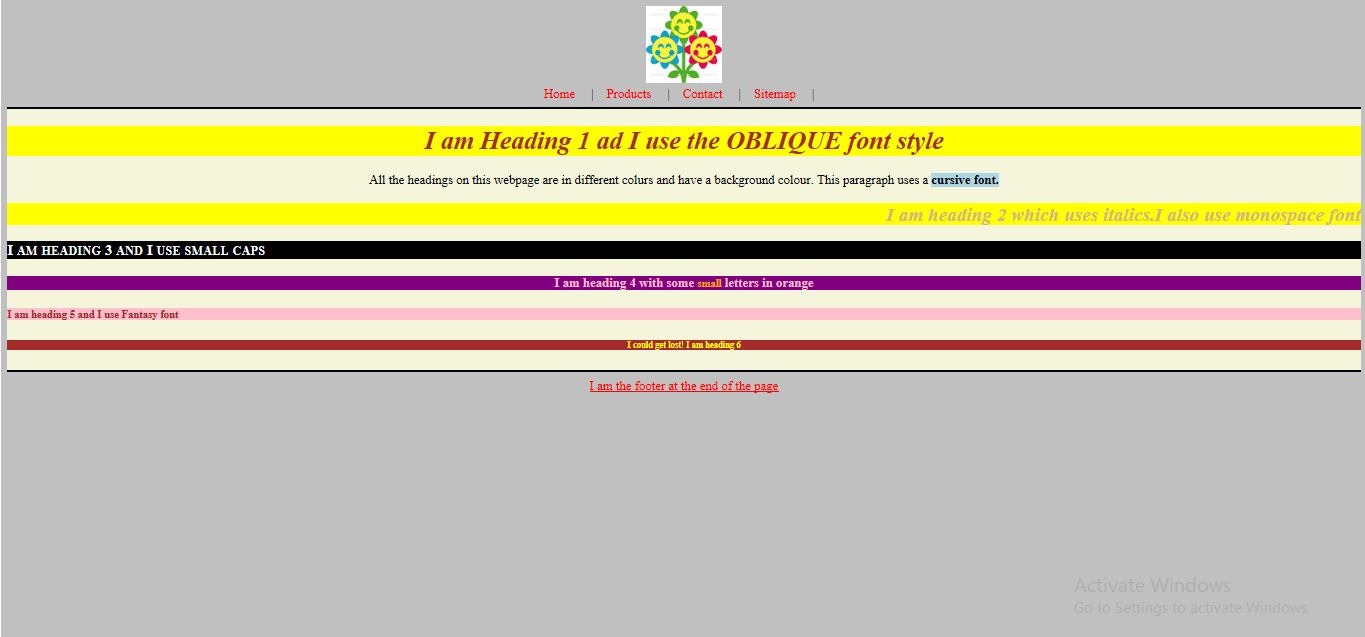 Home | Products | Contact | Sitemap |
I am Heading 1 ad I use the OBLIQUE font style
All the headings on this webpage are in different colurs and have a background colour. This paragraph uses a cursive font.
I am heading 2 which uses italics.I also use monospace font
I AM HEADING 3 AND I USE SMALL CAPS
I am heading 4 with some small letters in orange
I am heading 5 and I use Fantasy font
I could get lost! I am heading 6
I am the footer at the end of the page
Activate Windows
Go to Settings to activate Windows.